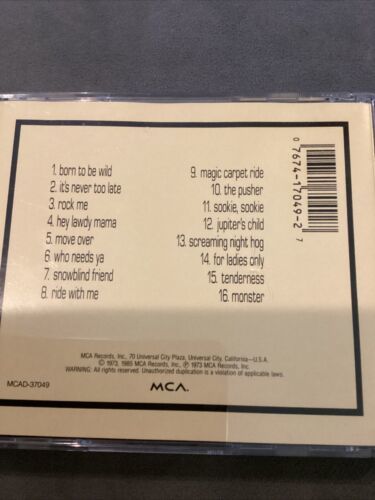 1. born to be wild
2. it's never too late
3. rock me
4. hey lawdy mama
5. move over
6. who needs ya
7. snowblind friend
8. ride with me
9. magic carpet ride
10. the pusher
11. sookie, sookie
12. jupiter's child
13. screaming night hog
14. for ladies only
15. tenderness
16. monster
0 7674-17049-2 7
MCA Records, Inc., 70 Universal City Plaza, Universal City, California—U.S.A.
© 1973, 1985 MCA Records, Inc., ℗ 1973 MCA Records, Inc.
WARNING: All rights reserved. Unauthorized duplication is a violation of applicable laws.
MCAD-37049
MCA.